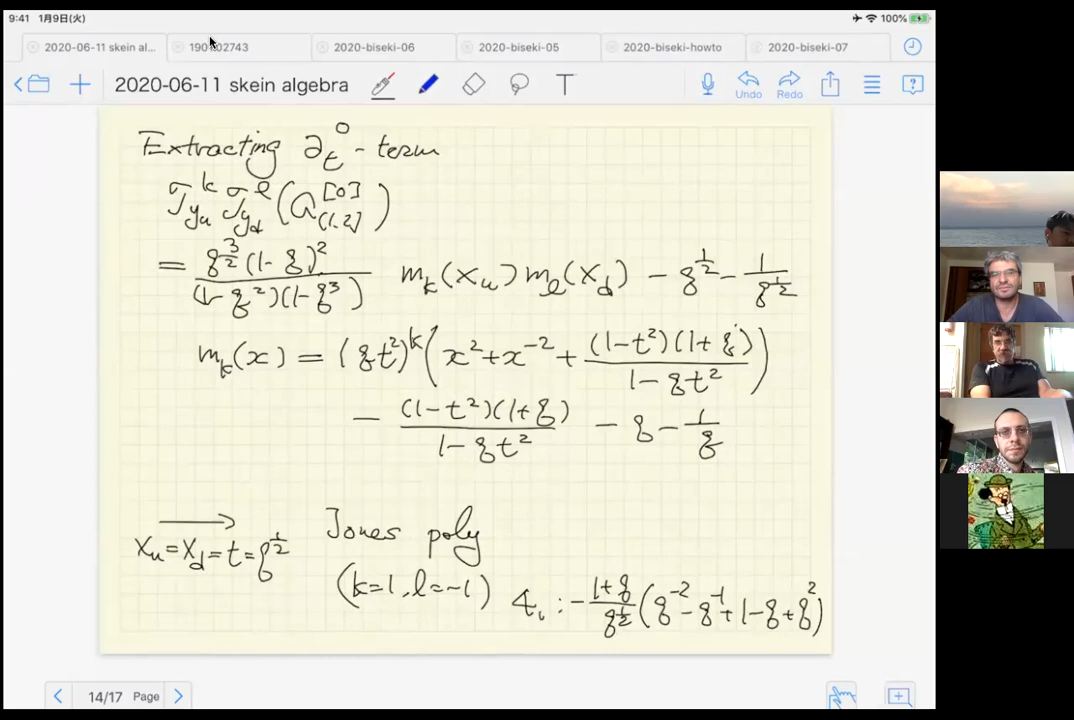 9:41 1月9日(火)
100%
2020-06-11 skein al...
2020-biseki-06
2020-biseki-05
2020-biseki-howto
2020-biseki-07
2020-06-11 skein algebra
T
Undo
Redo
Extracting ∂_t^0 - term
𝒥_{y_u}^k 𝒥_{y_d}^l (a_{(1,2)}^{[0]})
= q^{3/2}(1-q)^2 / (1-q^2)(1-q^3) m_k(x_u) m_l(x_d) - q^{1/2} - 1/q^{1/2}
m_k(x) = (qt^2)^k (x^2 + x^{-2} + (1-t^2)(1+q) / 1-qt^2)
- (1-t^2)(1+q) / 1-qt^2 - q - 1/q
x_u = x_d = t = q^{1/2} → Jones poly
(k=1, l=-1) 4_1 : - 1+q / q^{1/2} (q^{-2} - q^{-1} + 1 - q + q^2)
14/17 Page